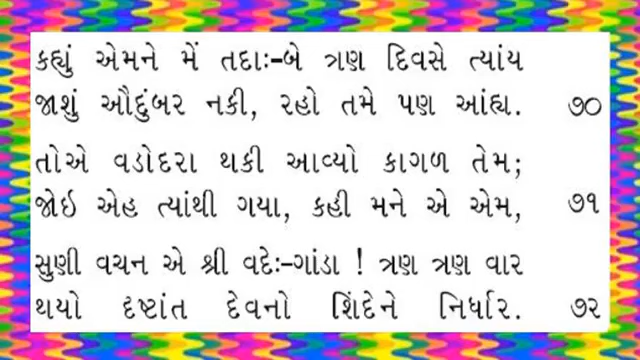 કહ્યું એમને મેં તદાઃ-બે ત્રણ દિવસે ત્યાંય
જાશું ઔદુંબર નકી, રહો તમે પણ આંહ્ય. ૭૦
તોએ વડોદરા થકી આવ્યો કાગળ તેમ;
જોઇ એહ ત્યાંથી ગયા, કહી મને એ એમ, ૭૧
સુણી વચન એ શ્રી વદેઃ-ગાંડા ! ત્રણ ત્રણ વાર
થયો દૃષ્ટાંત દેવનો શિંદેને નિર્ધાર. ૭૨